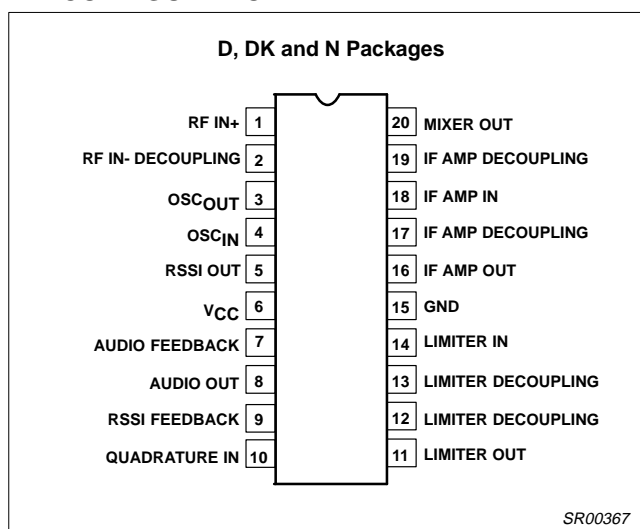 D, DK and N Packages
RF IN+ 1 20 MIXER OUT
RF IN- DECOUPLING 2 19 IF AMP DECOUPLING
OSCOUT 3 18 IF AMP IN
OSCIN 4 17 IF AMP DECOUPLING
RSSI OUT 5 16 IF AMP OUT
VCC 6 15 GND
AUDIO FEEDBACK 7 14 LIMITER IN
AUDIO OUT 8 13 LIMITER DECOUPLING
RSSI FEEDBACK 9 12 LIMITER DECOUPLING
QUADRATURE IN 10 11 LIMITER OUT
SR00367